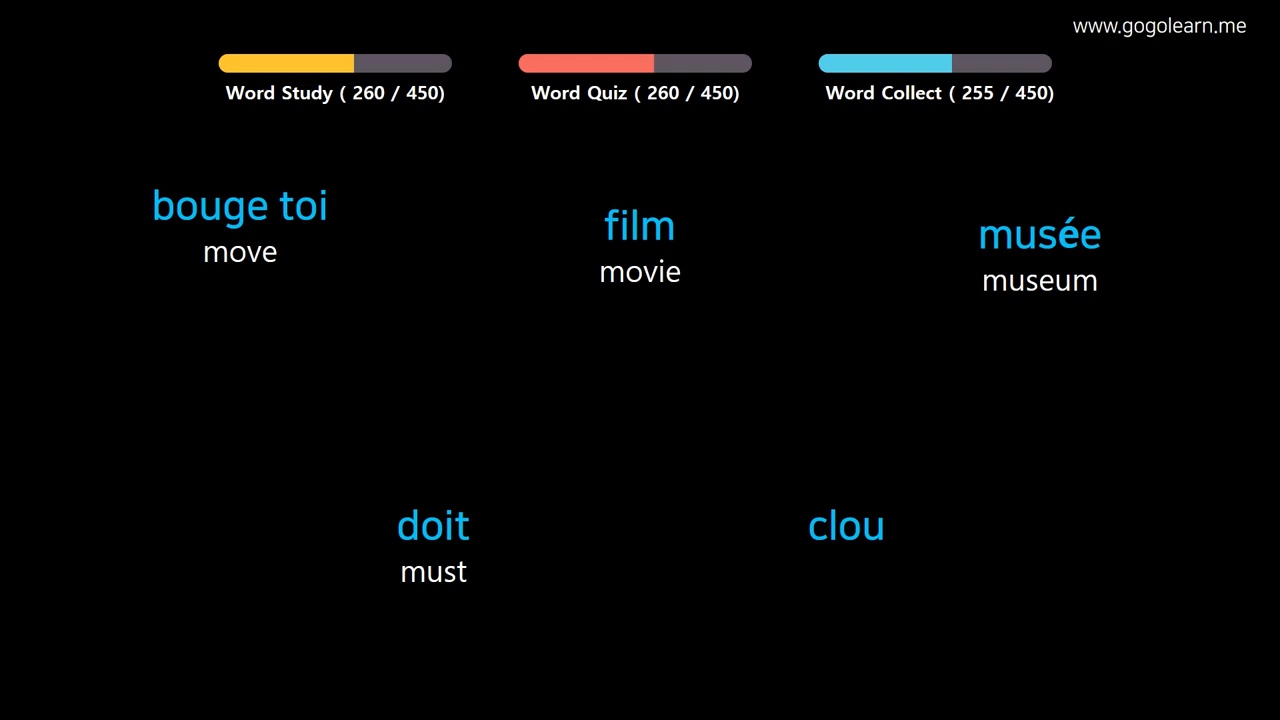 www.gogolearn.me
Word Study ( 260 / 450)
Word Quiz ( 260 / 450)
Word Collect ( 255 / 450)
bouge toi
move
film
movie
musée
museum
doit
must
clou